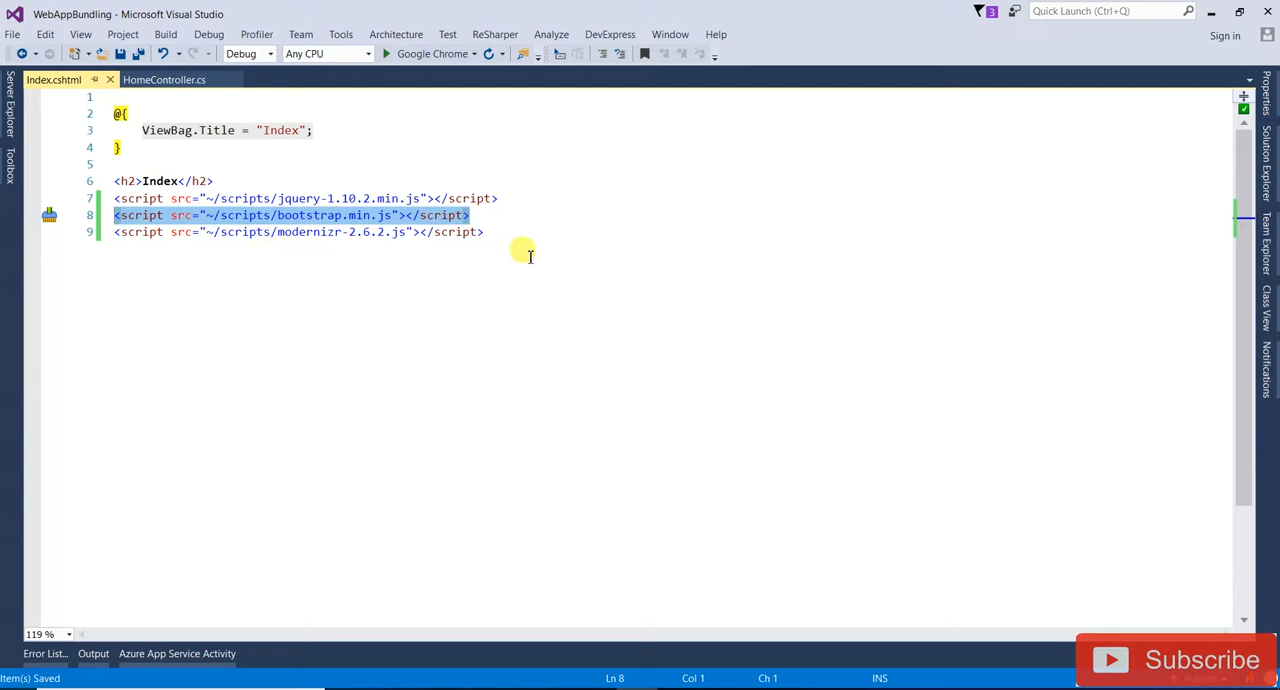 WebAppBundling - Microsoft Visual Studio
3
Quick Launch (Ctrl+Q)
File Edit View Project Build Debug Profiler Team Tools Architecture Test ReSharper Analyze DevExpress Window Help
Sign in
Debug Any CPU Google Chrome
Index.cshtml HomeController.cs
Server Explorer
Toolbox
1
2 @{
3 ViewBag.Title = "Index";
4 }
5
6 <h2>Index</h2>
7 <script src="~/scripts/jquery-1.10.2.min.js"></script>
8 <script src="~/scripts/bootstrap.min.js"></script>
9 <script src="~/scripts/modernizr-2.6.2.js"></script>
Properties
Solution Explorer
Team Explorer
Class View
Notifications
119 %
Error List... Output Azure App Service Activity
Subscribe
Item(s) Saved Ln 8 Col 1 Ch 1 INS Publish